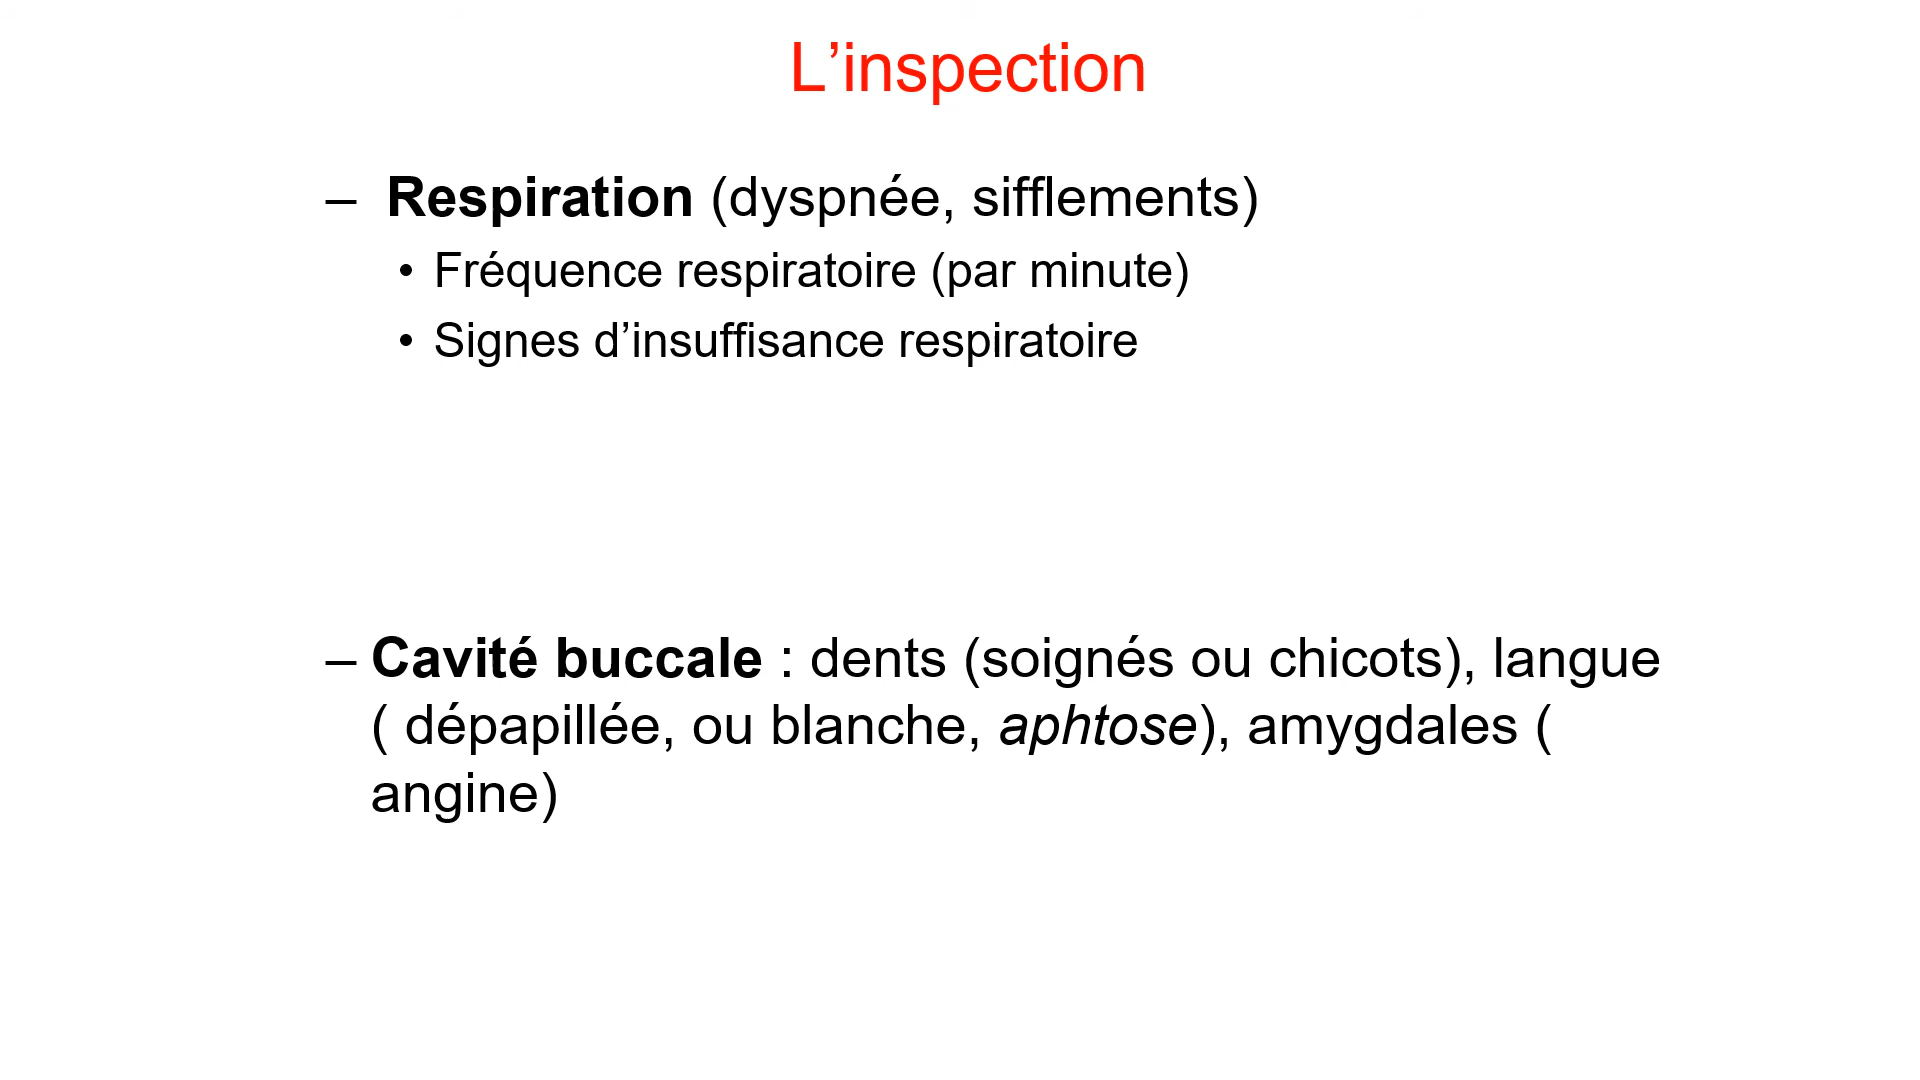 L’inspection
– Respiration (dyspnée, sifflements)
• Fréquence respiratoire (par minute)
• Signes d’insuffisance respiratoire
– Cavité buccale : dents (soignés ou chicots), langue
( dépapillée, ou blanche, aphtose), amygdales (
angine)